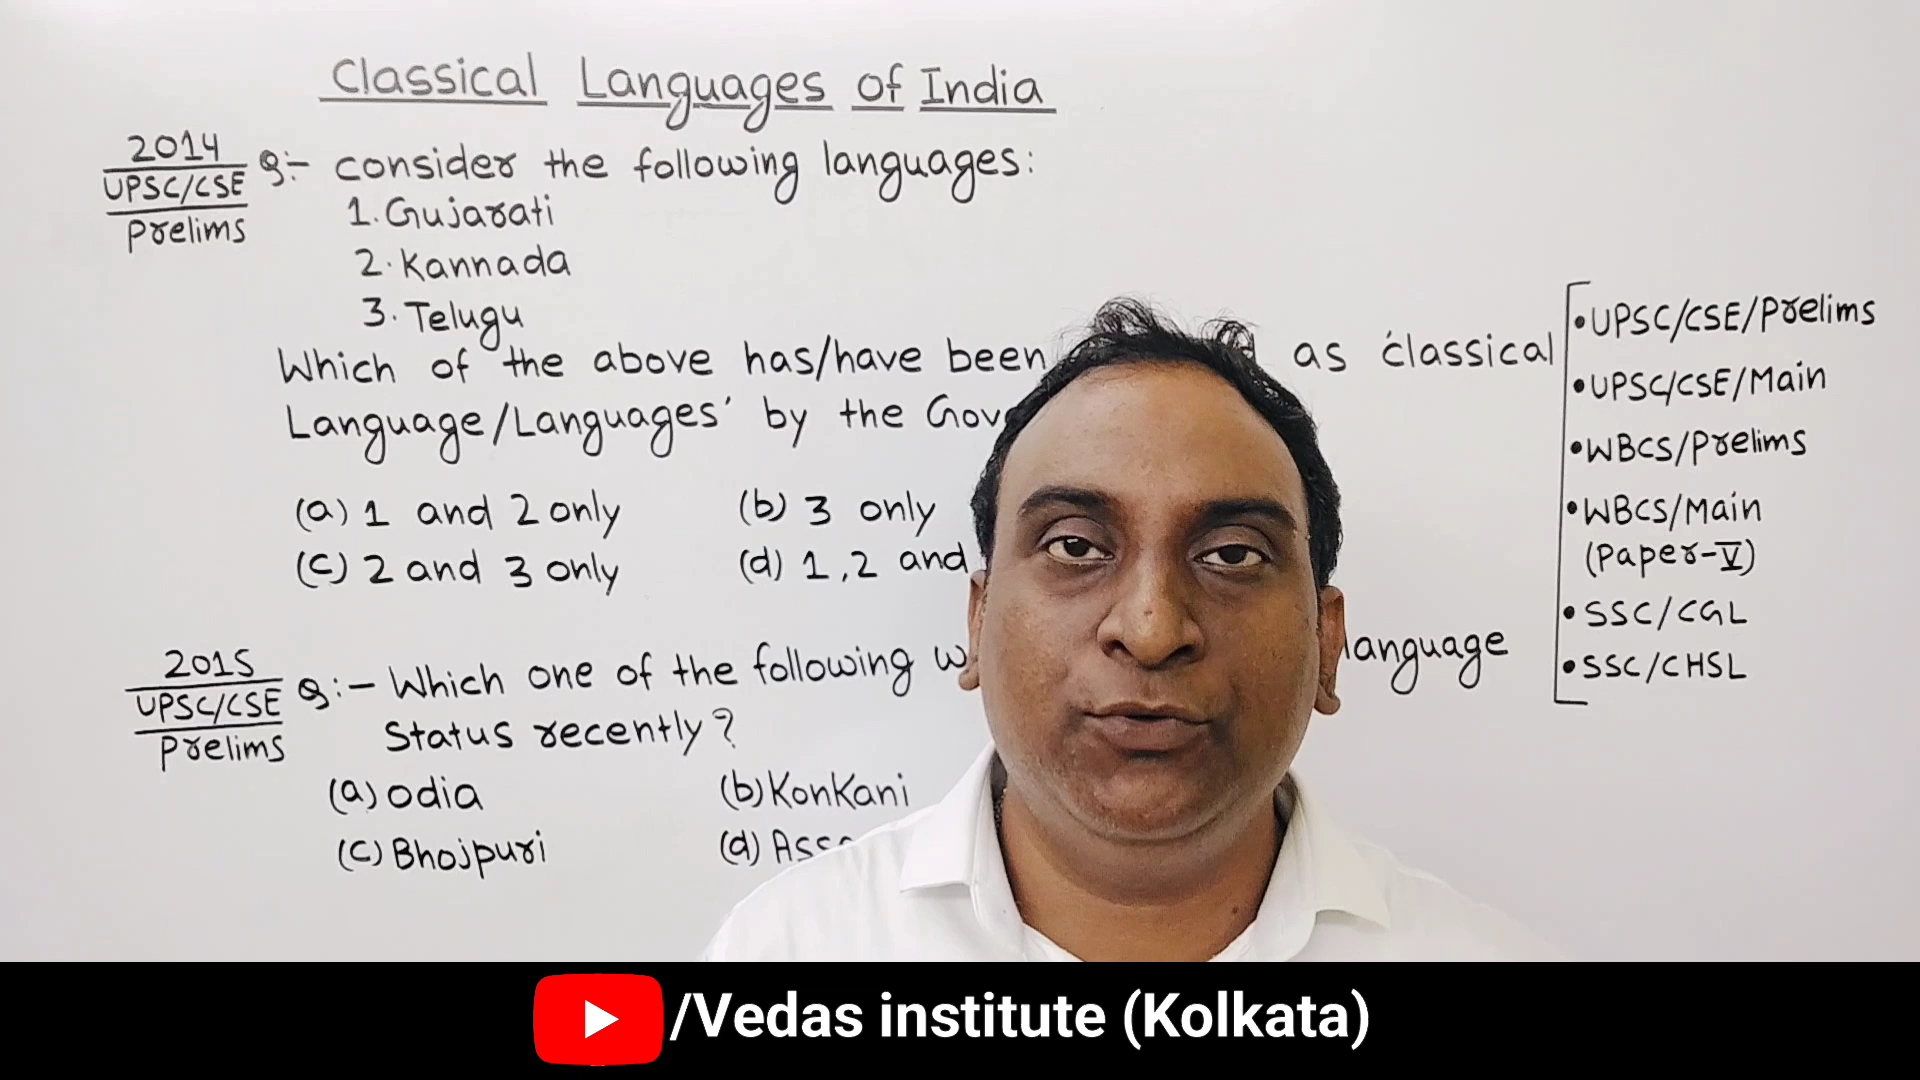 Classical Languages of India
2014
UPSC/CSE
Prelims
Q:- consider the following languages:
1. Gujarati
2. Kannada
3. Telugu
Which of the above has/have been as 'classical
Language/Languages' by the
(a) 1 and 2 only (b) 3 only
(c) 2 and 3 only (d) 1, 2 and
2015
UPSC/CSE
Prelims
Q:- Which one of the following language
Status recently?
(a) odia (b) Konkani
(c) Bhojpuri (d)
• UPSC/CSE/Prelims
• UPSC/CSE/Main
• WBCS/Prelims
• WBCS/Main
(Paper-V)
• SSC/CGL
• SSC/CHSL
/Vedas institute (Kolkata)